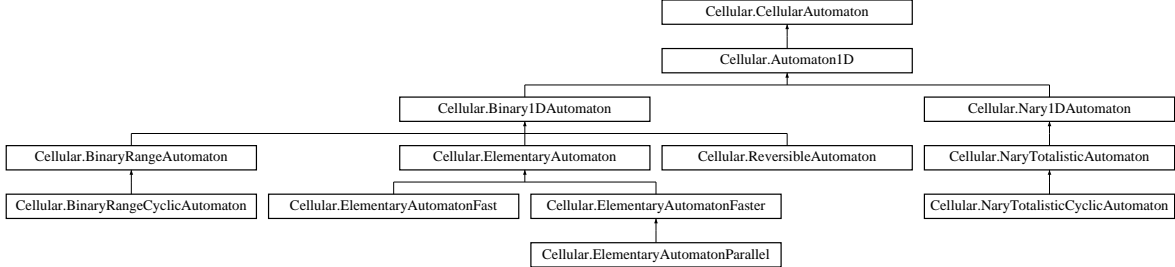 Cellular.CellularAutomaton
Cellular.Automaton1D
Cellular.Binary1DAutomaton
Cellular.Nary1DAutomaton
Cellular.BinaryRangeAutomaton
Cellular.ElementaryAutomaton
Cellular.ReversibleAutomaton
Cellular.NaryTotalisticAutomaton
Cellular.BinaryRangeCyclicAutomaton
Cellular.ElementaryAutomatonFast
Cellular.ElementaryAutomatonFaster
Cellular.NaryTotalisticCyclicAutomaton
Cellular.ElementaryAutomatonParallel